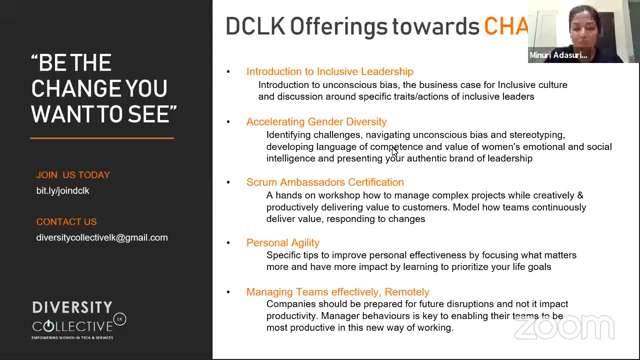 "BE THE
CHANGE YOU
WANT TO SEE"
JOIN US TODAY
bit.ly/joindclk
CONTACT US
diversitycollectivelk@gmail.com
DIVERSITY
COLLECTIVE LK
EMPOWERING WOMEN IN TECH & SERVICES
DCLK Offerings towards CHA
Minuri Adasuri...
• Introduction to Inclusive Leadership
Introduction to unconscious bias, the business case for Inclusive culture
and discussion around specific traits/actions of inclusive leaders
• Accelerating Gender Diversity
Identifying challenges, navigating unconscious bias and stereotyping,
developing language of competence and value of women's emotional and social
intelligence and presenting your authentic brand of leadership
• Scrum Ambassadors Certification
A hands on workshop how to manage complex projects while creatively &
productively delivering value to customers. Model how teams continuously
deliver value, responding to changes
• Personal Agility
Specific tips to improve personal effectiveness by focusing what matters
more and have more impact by learning to prioritize your life goals
• Managing Teams effectively, Remotely
Companies should be prepared for future disruptions and not it impact
productivity. Manager behaviours is key to enabling their teams to be
most productive in this new way of working.
zoom